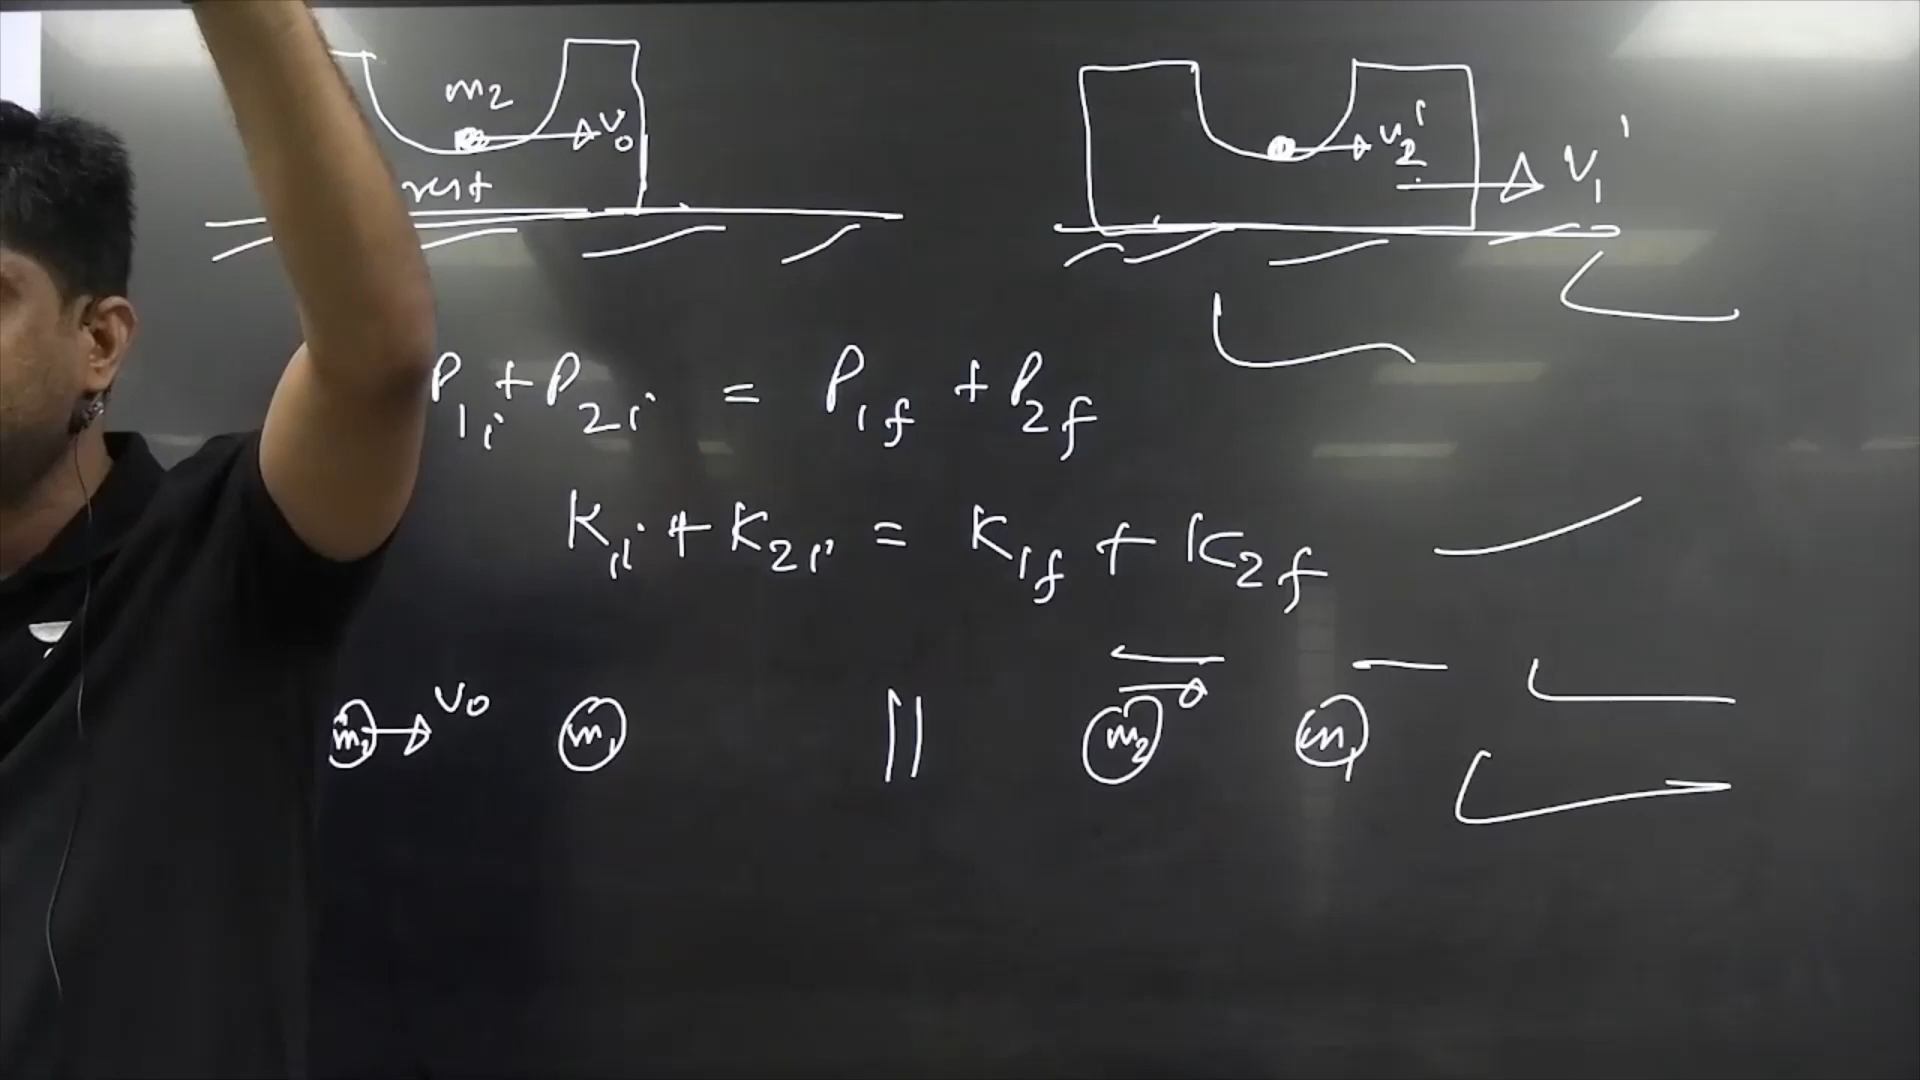 m₂
v₀
rest
v₂'
v₁'
P₁ᵢ + P₂ᵢ = P₁f + P₂f
K₁ᵢ + K₂ᵢ = K₁f + K₂f
m₂ v₀ m₁ || m₂ m₁